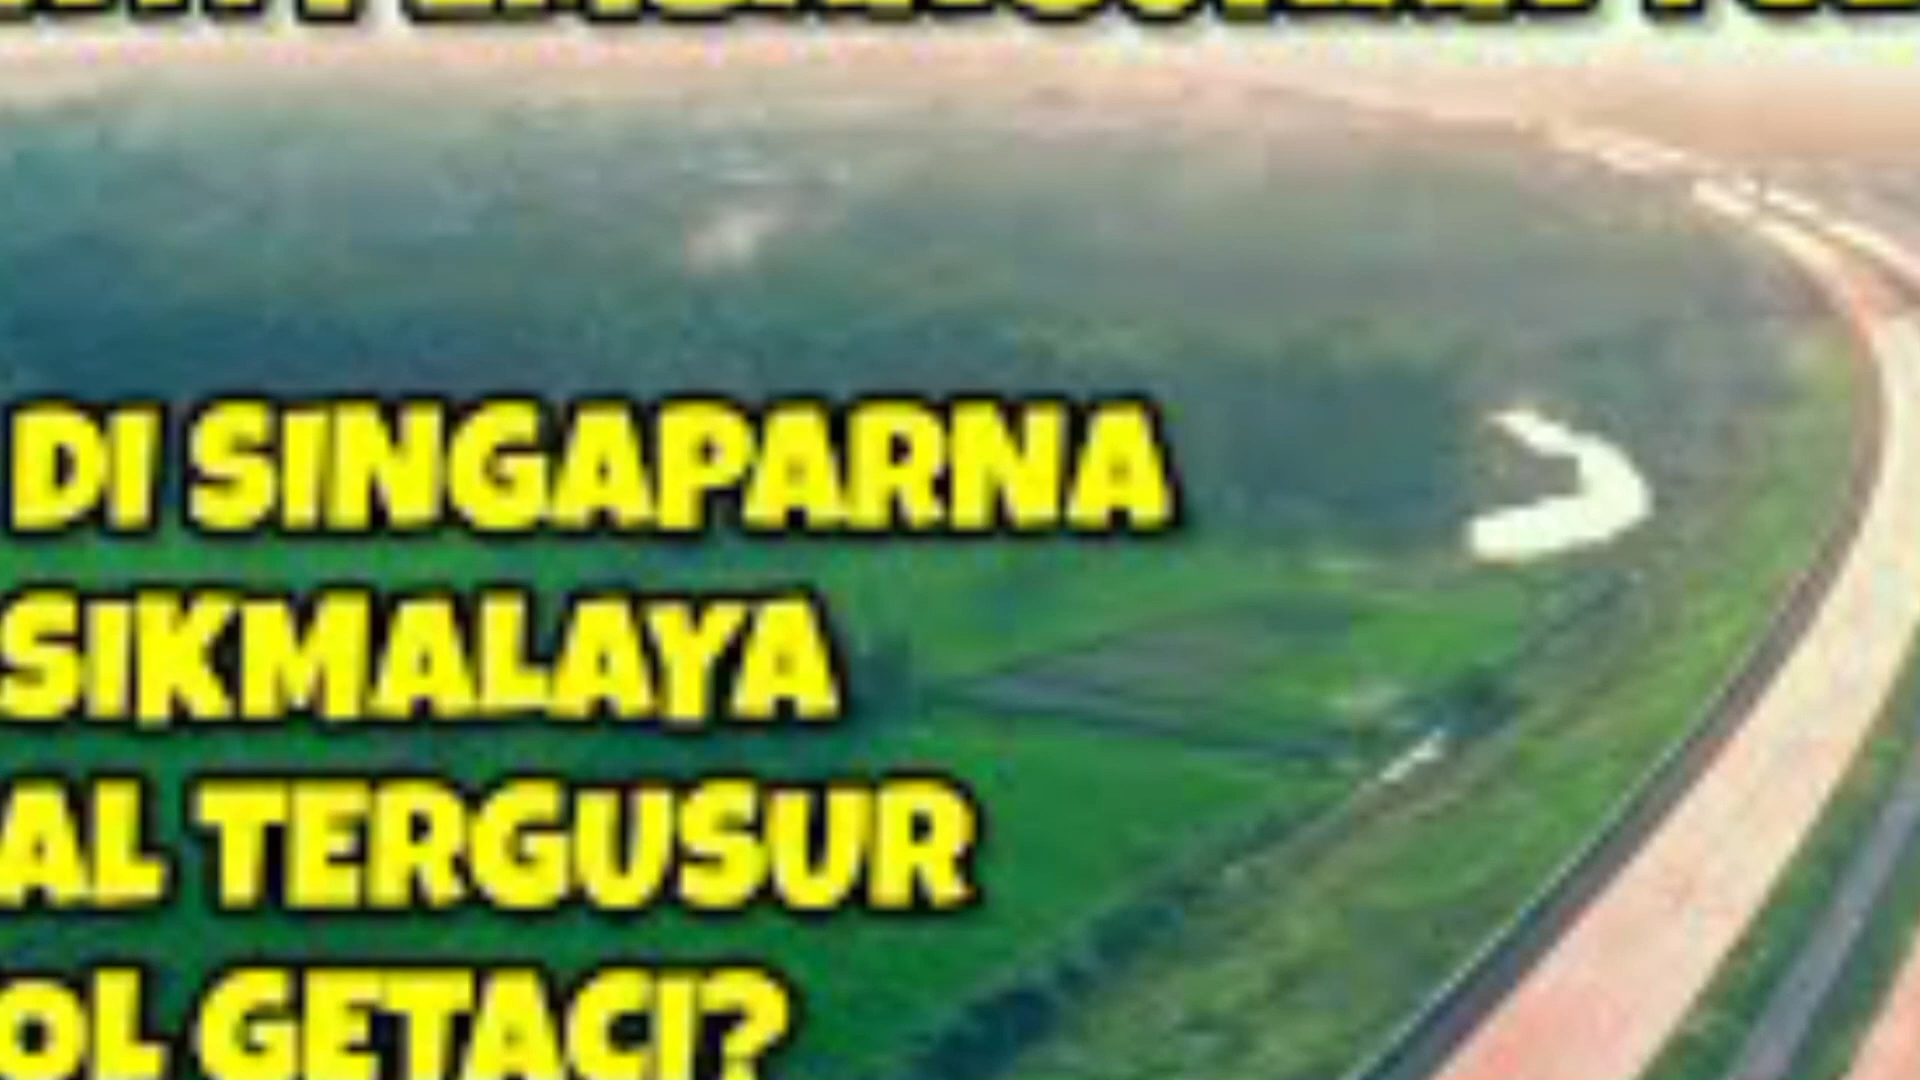 DI SINGAPARNA
SIKMALAYA
AL TERGUSUR
OL GETACI?